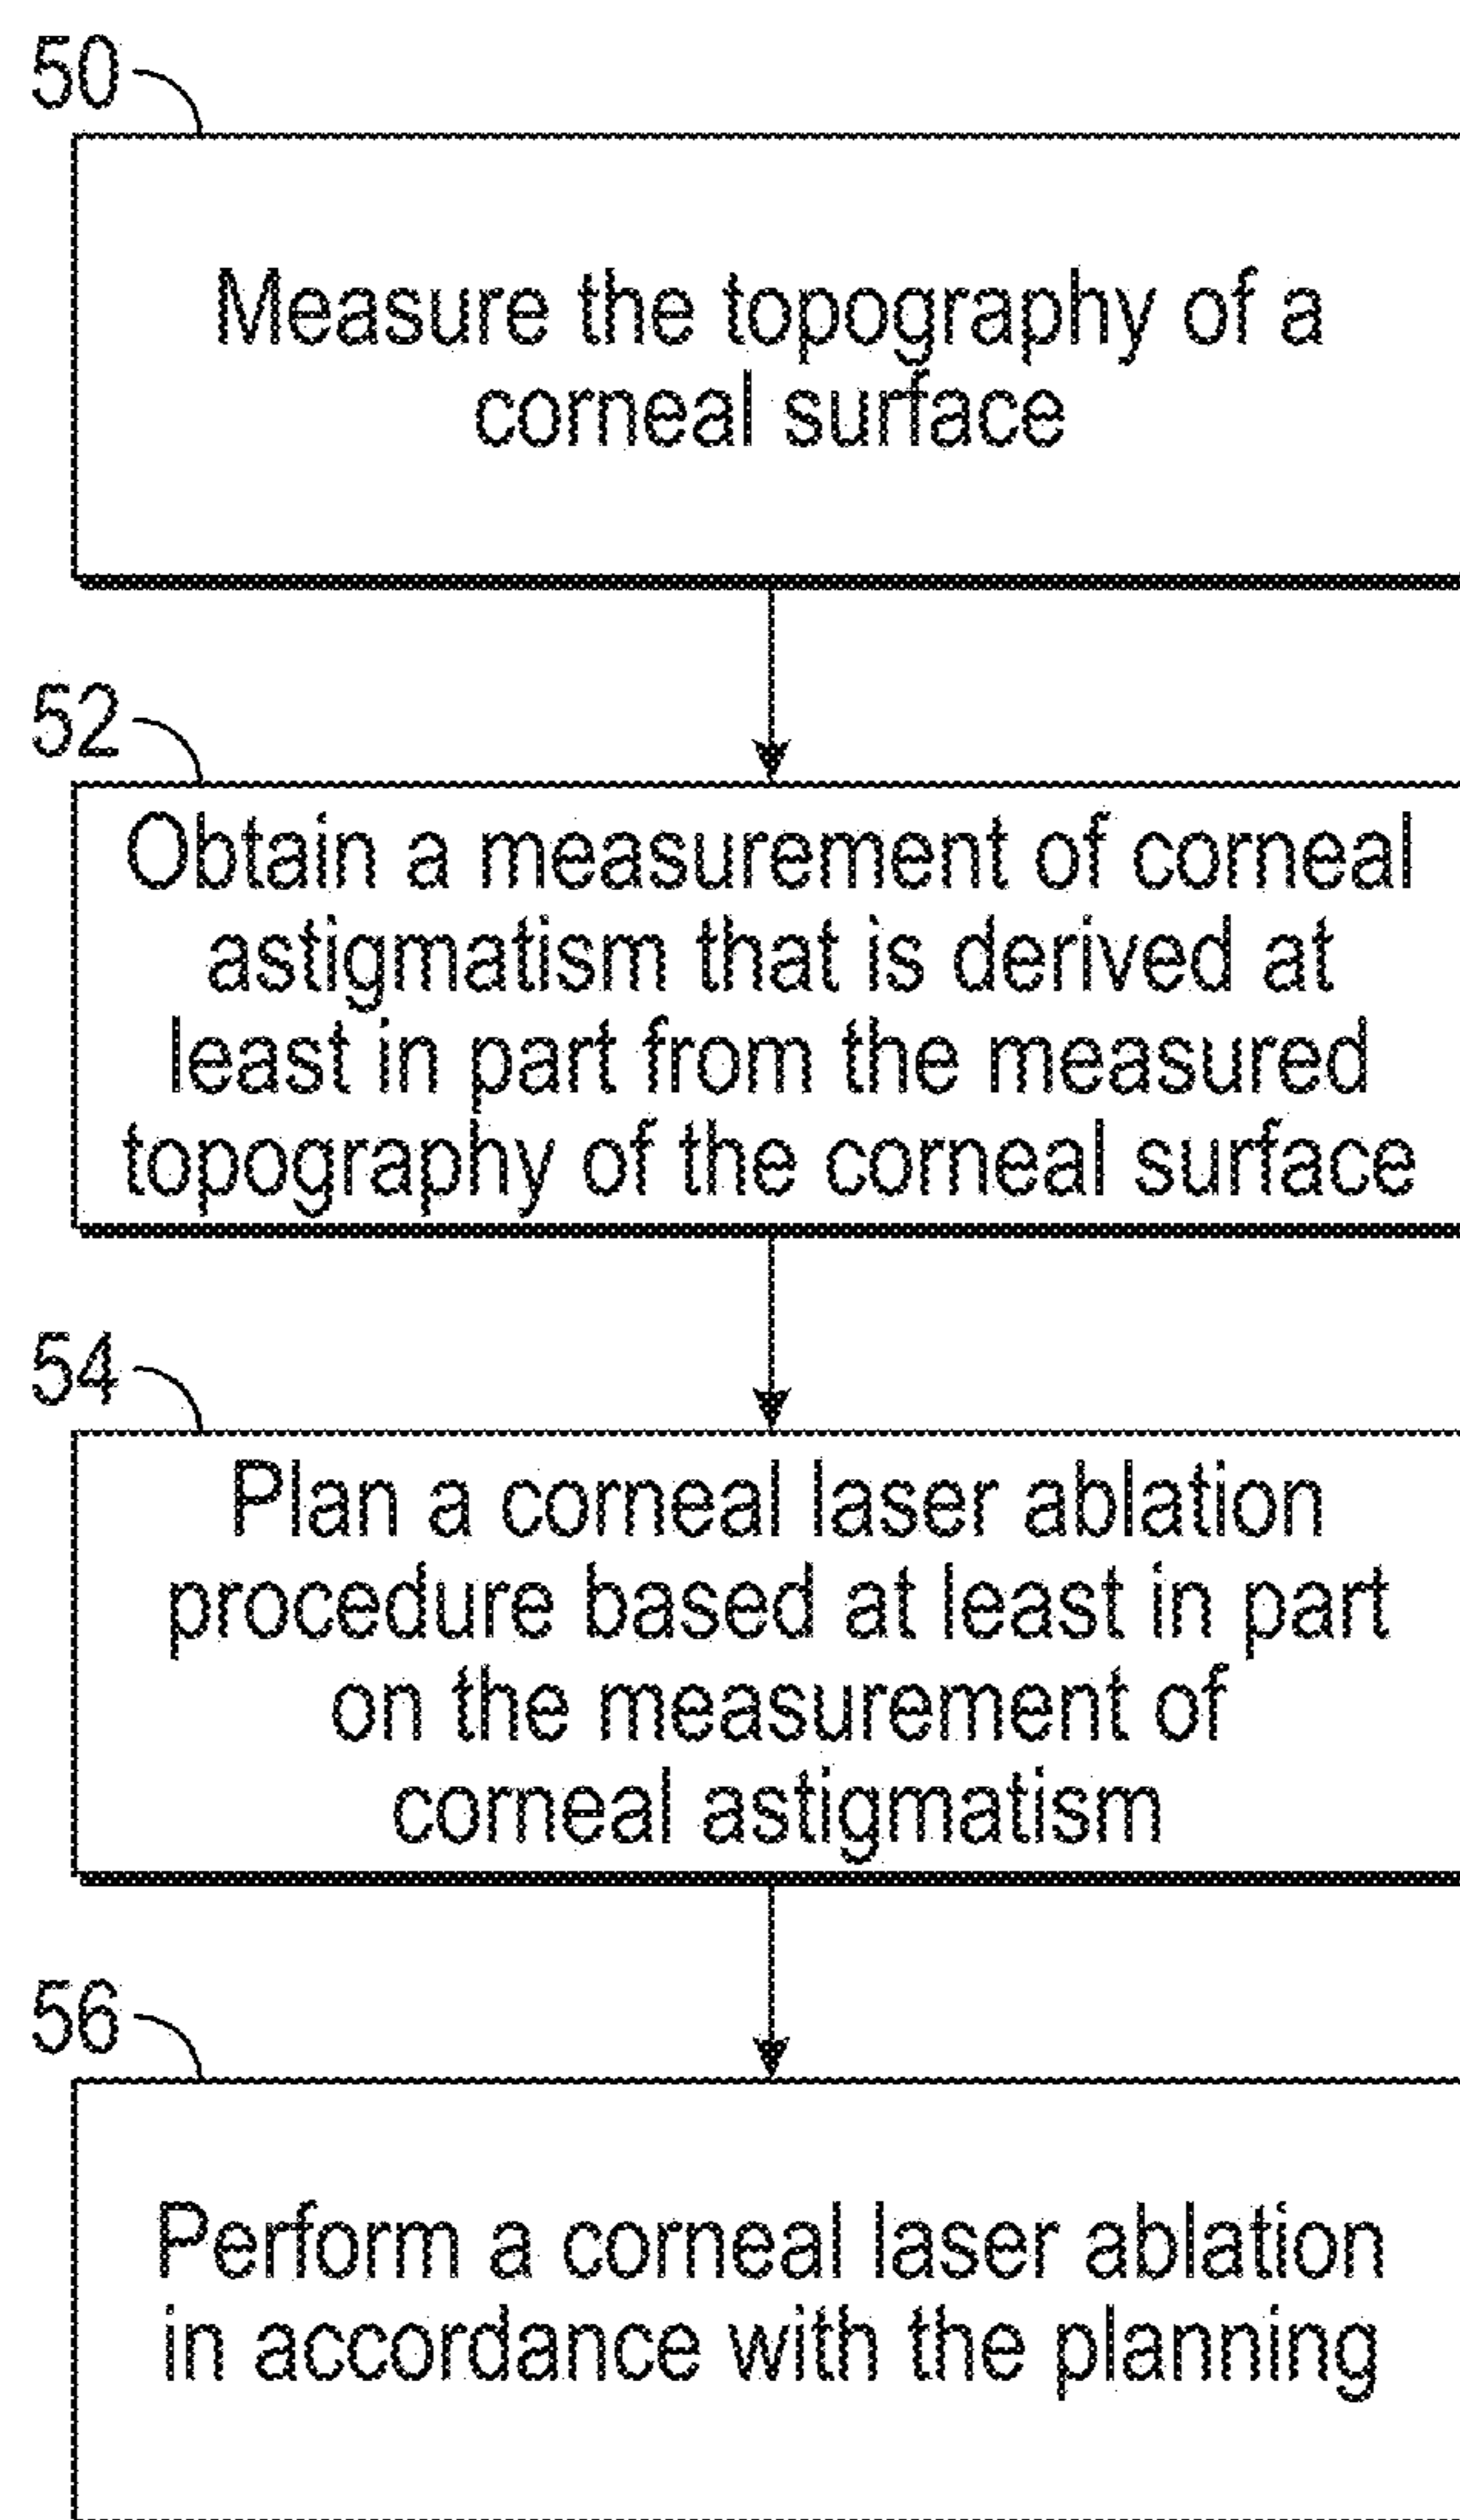 50
Measure the topography of a
corneal surface
52
Obtain a measurement of corneal
astigmatism that is derived at
least in part from the measured
topography of the corneal surface
54
Plan a corneal laser ablation
procedure based at least in part
on the measurement of
corneal astigmatism
56
Perform a corneal laser ablation
in accordance with the planning